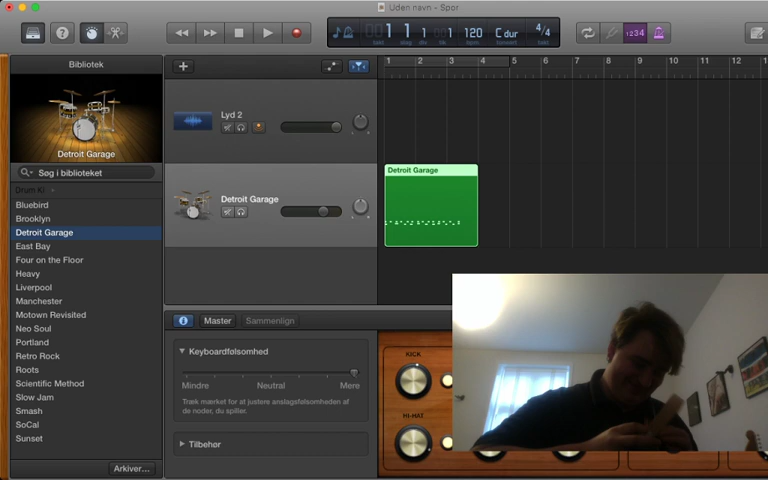 Uden navn - Spor
1 1 1 1 120 C dur 4/4
takt slag div tik bpm. toneart takt
1234
Bibliotek
1 2 3 4 5 6 7 8 9 10 11 12 13
Detroit Garage
Lyd 2
Søg i biblioteket
Detroit Garage
Drum Ki
Detroit Garage
Bluebird
Brooklyn
Detroit Garage
East Bay
Four on the Floor
Heavy
Liverpool
Manchester
Motown Revisited
Neo Soul
Portland
Retro Rock
Roots
Scientific Method
Slow Jam
Smash
SoCal
Sunset
Arkiver...
Master
Sammenlign
Keyboardfølsomhed
Mindre Neutral Mere
Træk mærket for at justere anslagsfølsomheden af
de noder, du spiller.
Tilbehør
KICK
HI-HAT